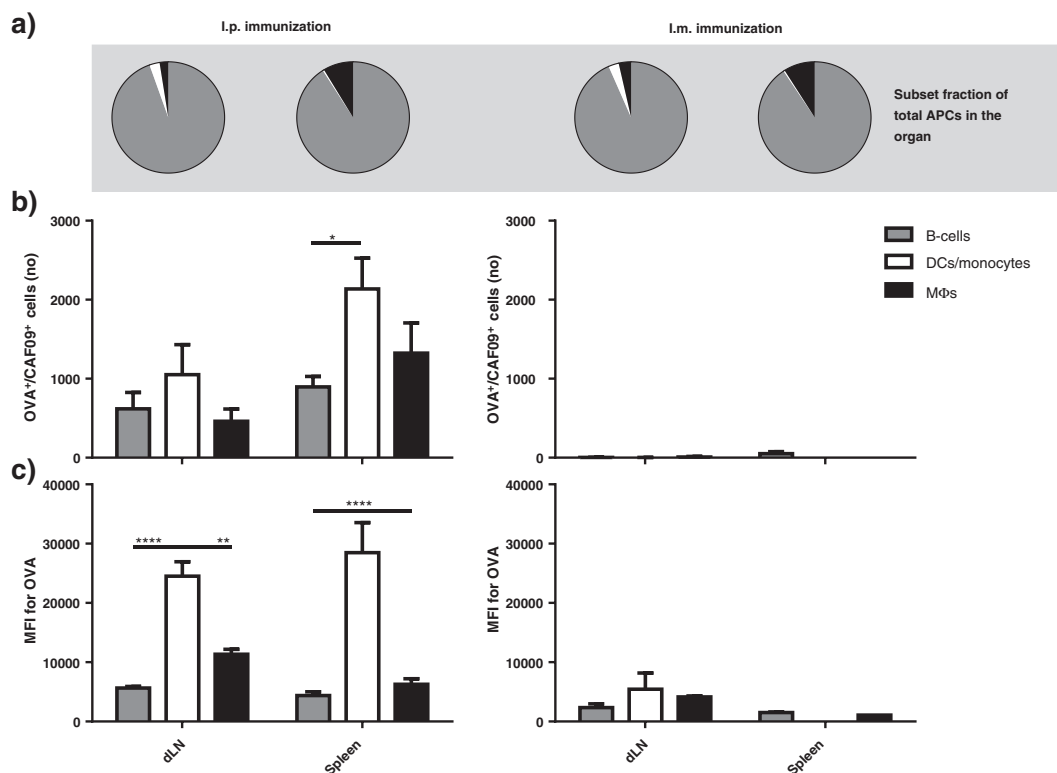 a)
I.p. immunization
I.m. immunization
Subset fraction of
total APCs in the
organ
b)
OVA⁺/CAF09⁺ cells (no)
3000
2000
1000
0
*
OVA⁺/CAF09⁺ cells (no)
3000
2000
1000
0
B-cells
DCs/monocytes
MΦs
c)
MFI for OVA
40000
30000
20000
10000
0
**** **
****
dLN
Spleen
MFI for OVA
40000
30000
20000
10000
0
dLN
Spleen